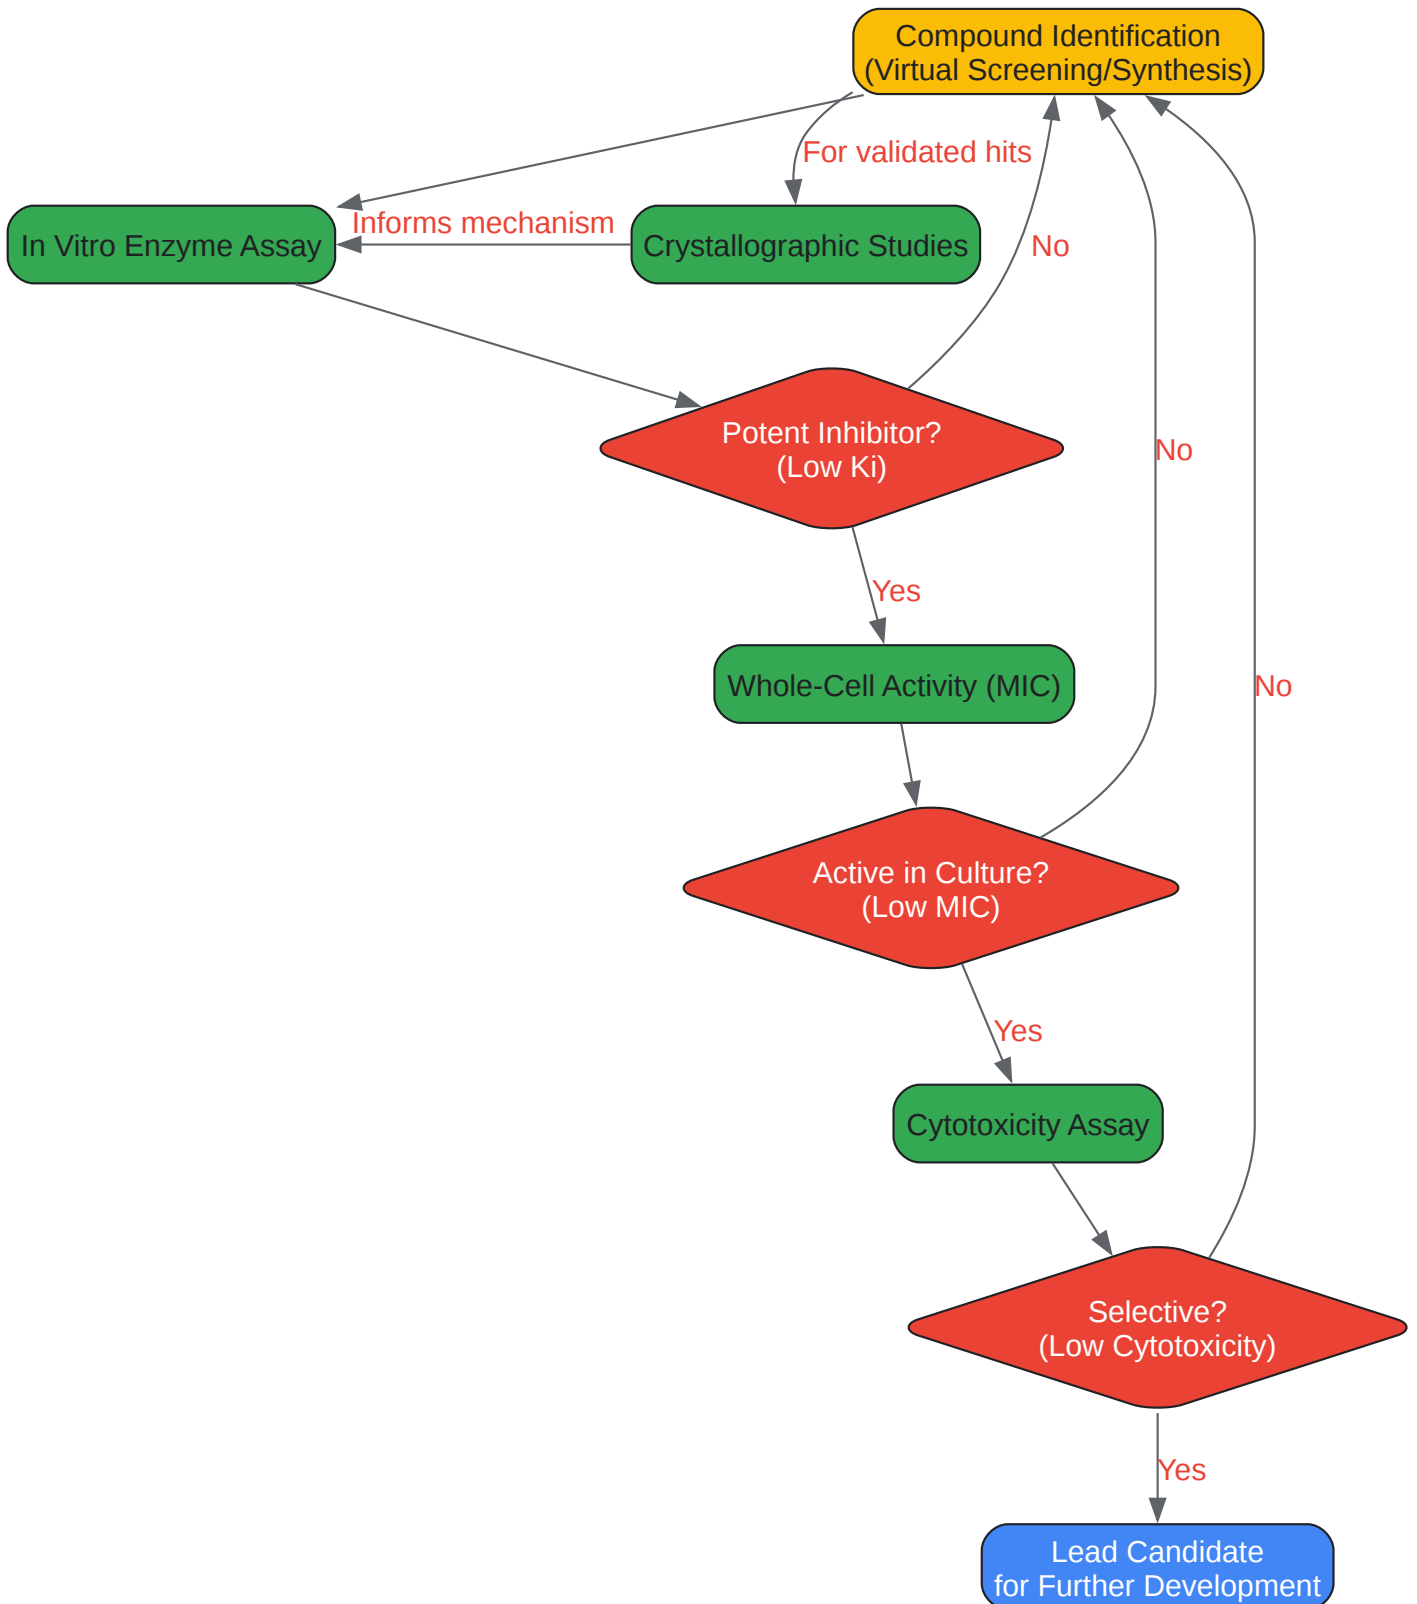 Compound Identification
(Virtual Screening/Synthesis)
For validated hits
Informs mechanism
In Vitro Enzyme Assay
Crystallographic Studies
No
Potent Inhibitor?
(Low Ki)
No
Yes
Whole-Cell Activity (MIC)
No
Active in Culture?
(Low MIC)
Yes
Cytotoxicity Assay
Selective?
(Low Cytotoxicity)
Yes
Lead Candidate
for Further Development